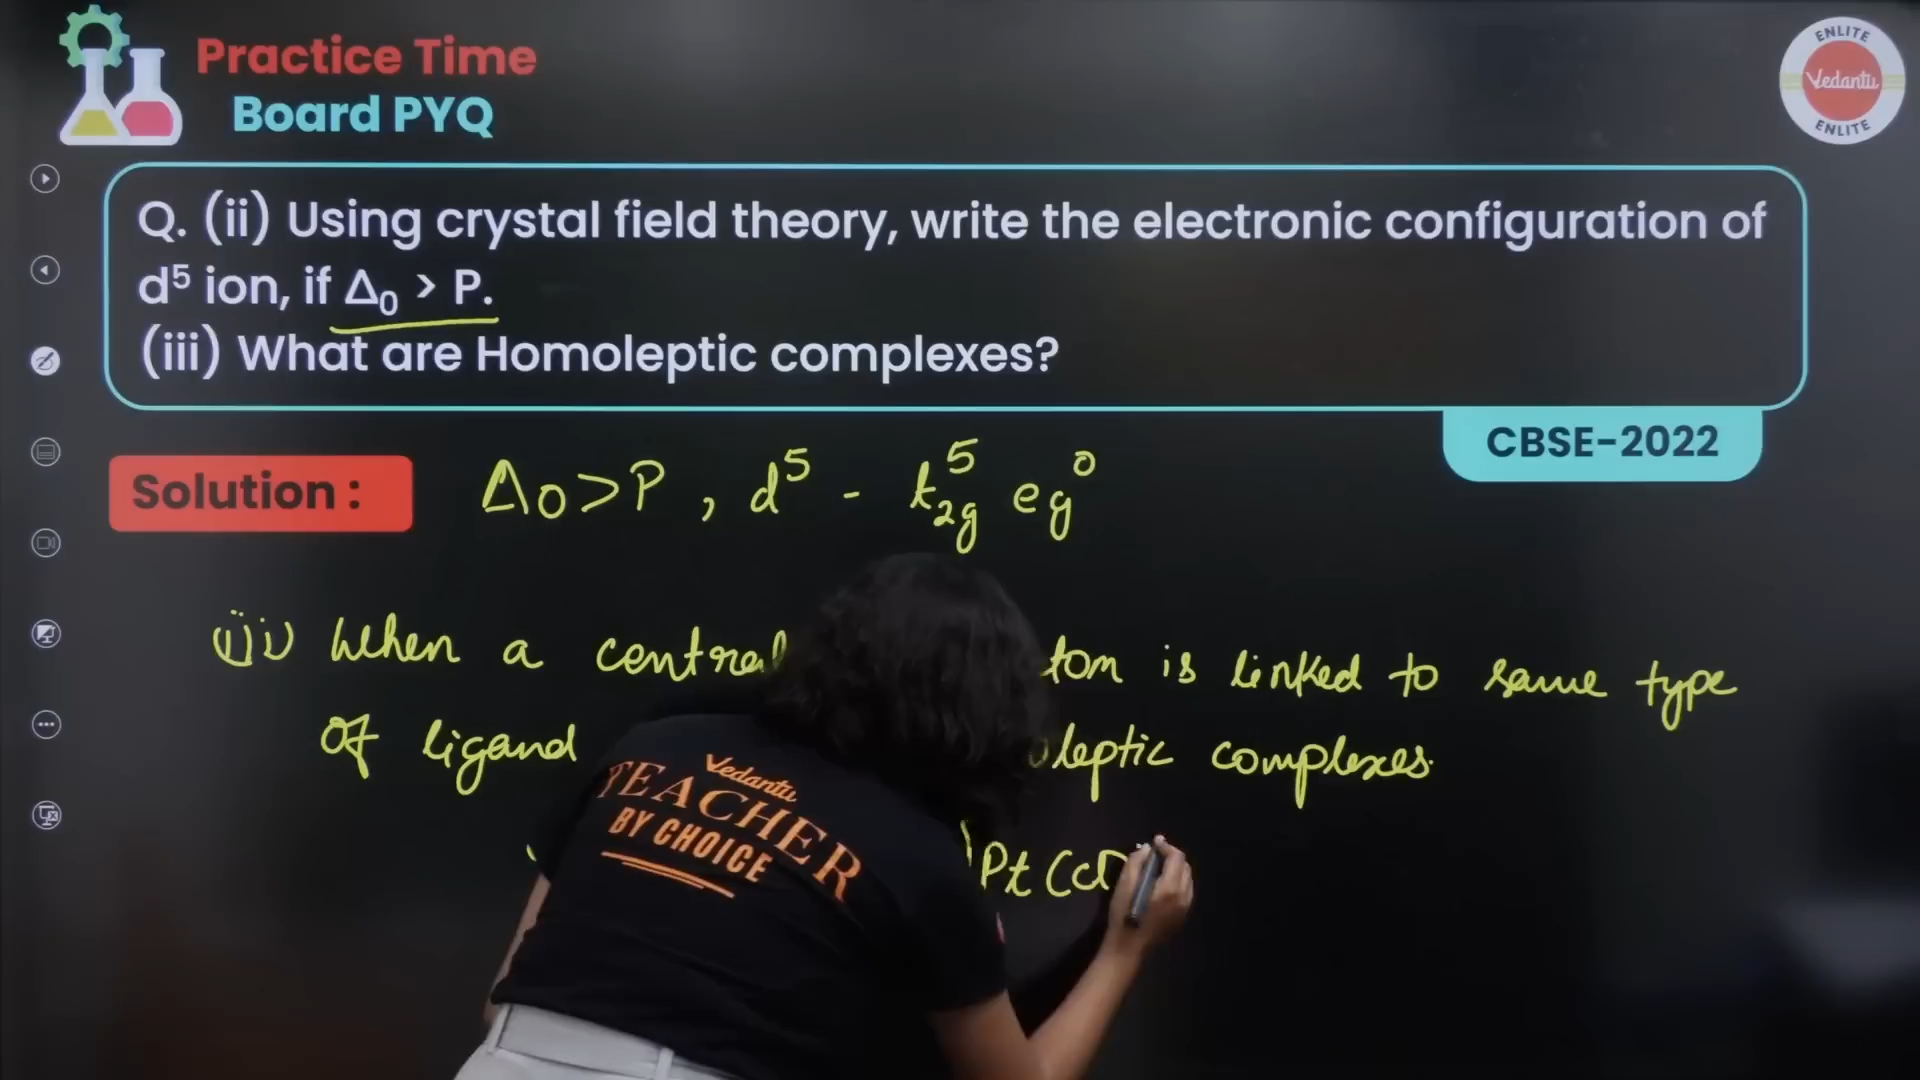 Practice Time
Board PYQ
ENLITE
Vedantu
ENLITE
Q. (ii) Using crystal field theory, write the electronic configuration of
d⁵ ion, if Δ₀ > P.
(iii) What are Homoleptic complexes?
CBSE-2022
Solution :
Δ₀ > P , d⁵ - t₂g⁵ eg⁰
(iii) When a central tom is linked to same type
of ligand oleptic complexes.
Pt (Cl)
Vedantu
TEACHER
BY CHOICE